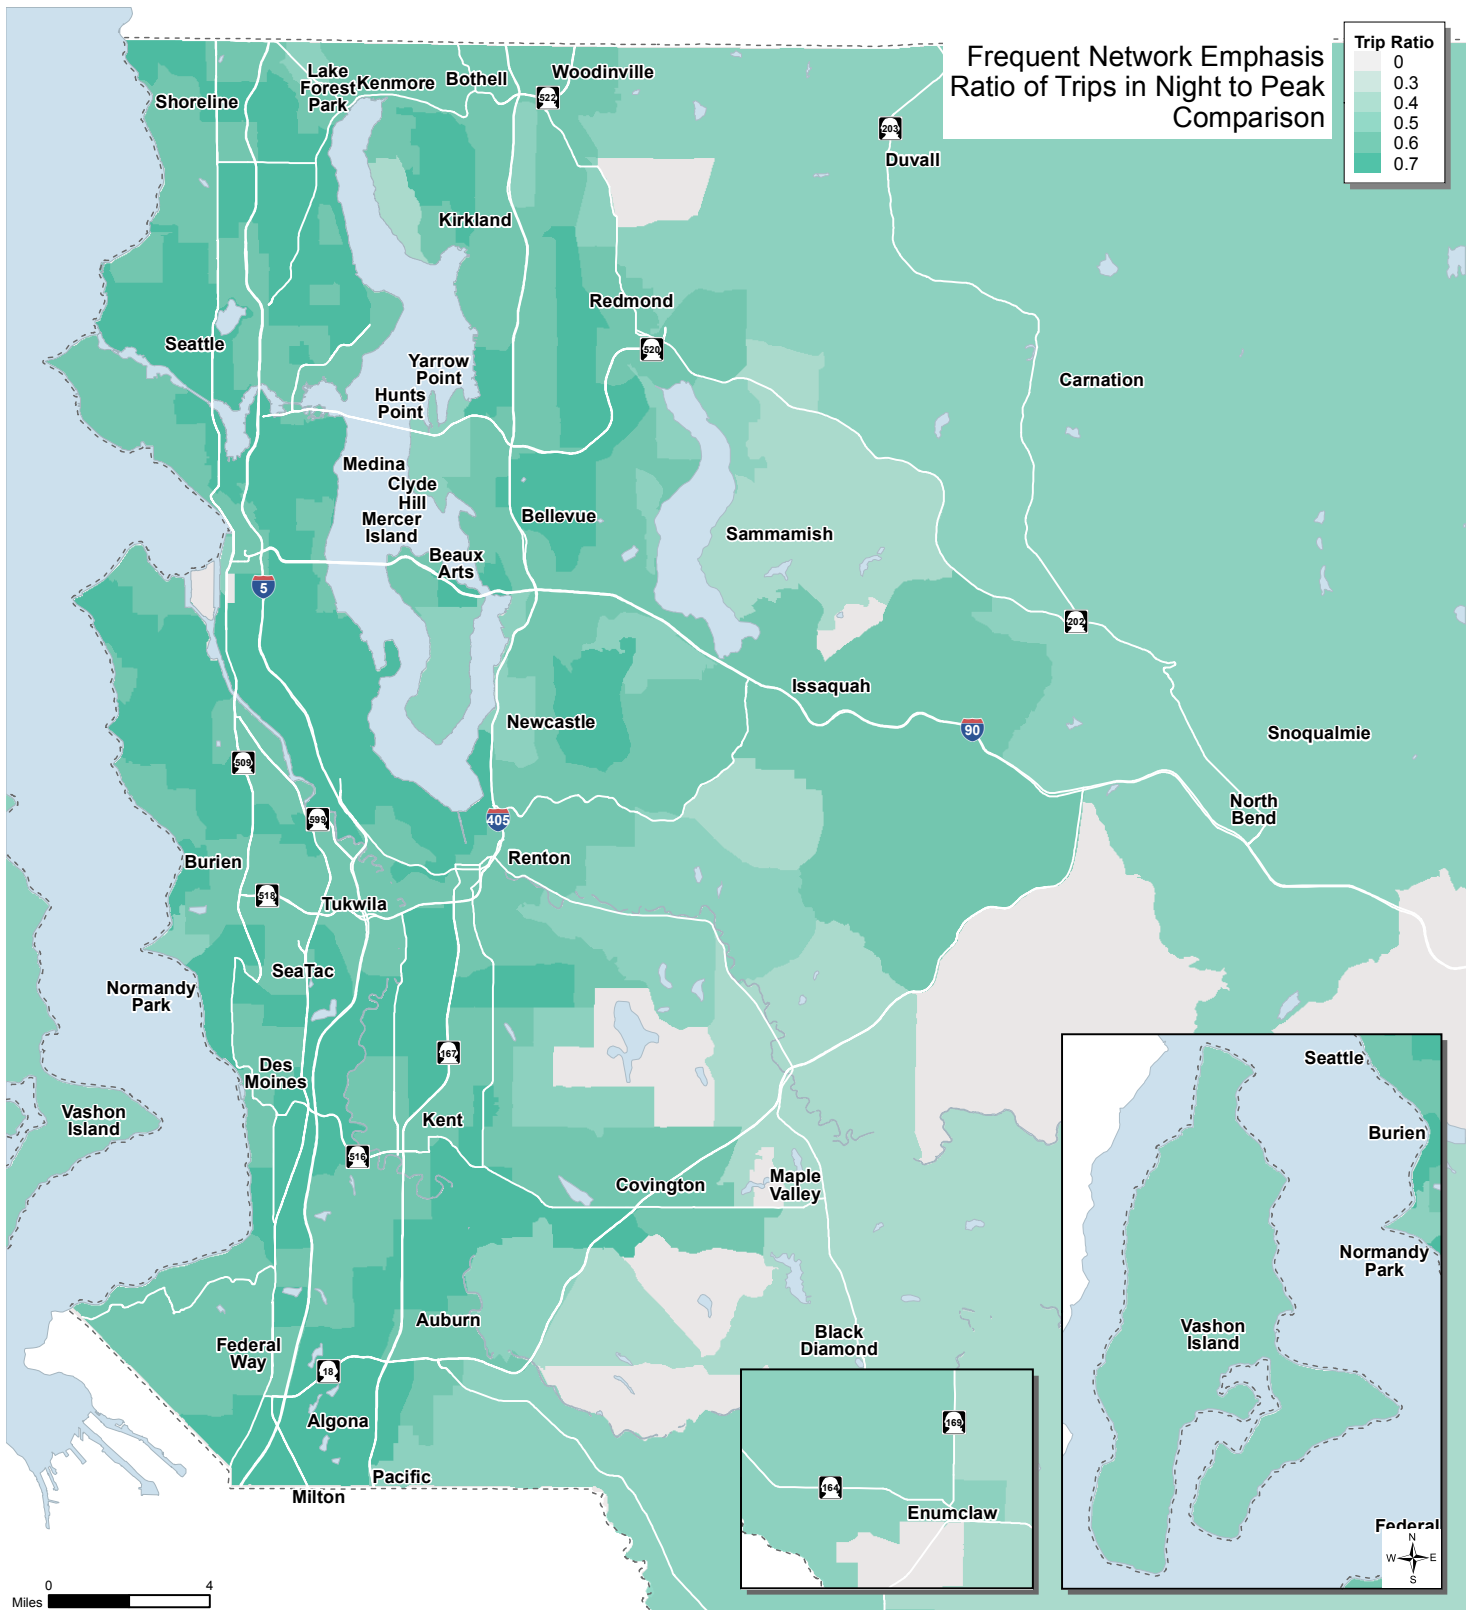 Frequent Network Emphasis
Ratio of Trips in Night to Peak
Comparison
Trip Ratio
0
0.3
0.4
0.5
0.6
0.7
Lake
Forest
Park
Kenmore
Bothell
Woodinville
Shoreline
522
203
Duvall
Kirkland
Redmond
Seattle
520
Yarrow
Point
Hunts
Point
Carnation
Medina
Clyde
Hill
Mercer
Island
Bellevue
Beaux
Arts
Sammamish
5
202
Issaquah
Newcastle
90
Snoqualmie
509
599
405
North
Bend
Burien
Renton
518
Tukwila
SeaTac
Normandy
Park
167
Des
Moines
Vashon
Island
Kent
516
Covington
Maple
Valley
Auburn
Federal
Way
Black
Diamond
18
Algona
Pacific
Milton
169
164
Enumclaw
Seattle
Burien
Normandy
Park
Vashon
Island
Federal
N
W
E
S
0
4
Miles